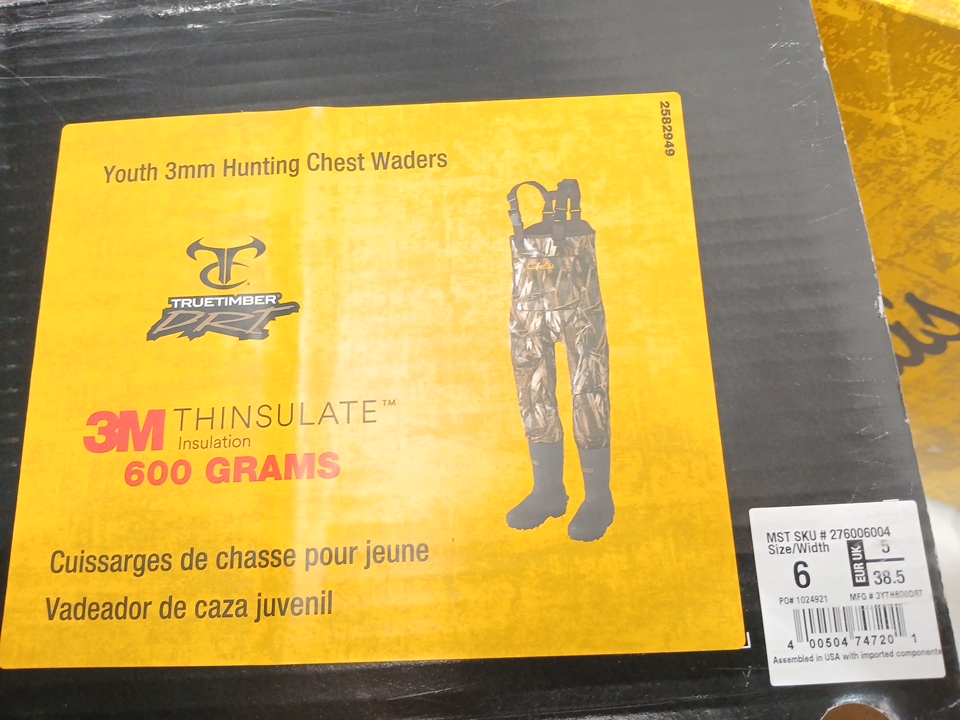 2582949
Youth 3mm Hunting Chest Waders
TRUETIMBER
DRT
Cabela's
3M THINSULATE™
Insulation
600 GRAMS
Cuissarges de chasse pour jeune
Vadeador de caza juvenil
MST SKU # 276006004
Size/Width
6
EUR UK
5
38.5
PO# 1024921
4 00504 74720 1
Assembled in USA with imported components